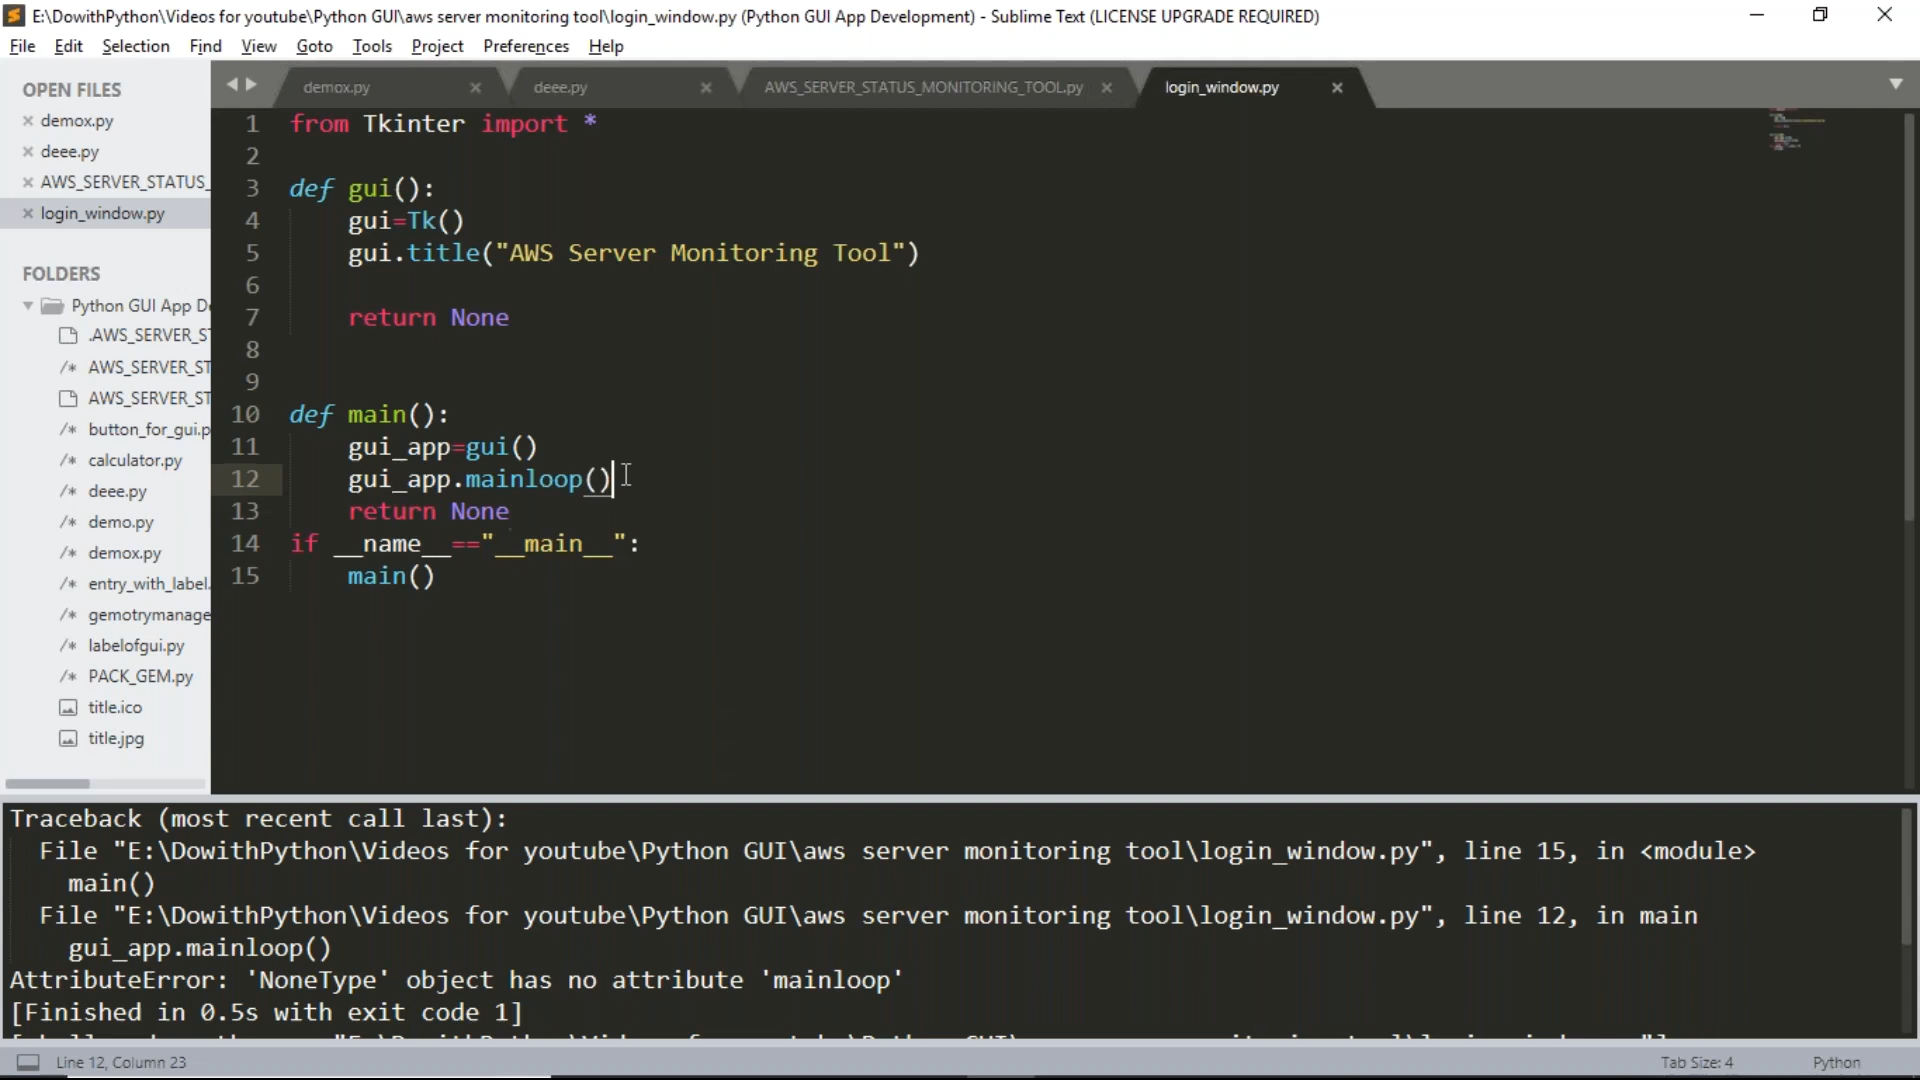 E:\DowithPython\Videos for youtube\Python GUI\aws server monitoring tool\login_window.py (Python GUI App Development) - Sublime Text (LICENSE UPGRADE REQUIRED)
File Edit Selection Find View Goto Tools Project Preferences Help
OPEN FILES
× demox.py
× deee.py
× AWS_SERVER_STATUS_
× login_window.py
FOLDERS
Python GUI App D
.AWS_SERVER_S
/* AWS_SERVER_ST
AWS_SERVER_ST
/* button_for_gui.p
/* calculator.py
/* deee.py
/* demo.py
/* demox.py
/* entry_with_label.
/* gemotrymanage
/* labelofgui.py
/* PACK_GEM.py
title.ico
title.jpg
demox.py × deee.py × AWS_SERVER_STATUS_MONITORING_TOOL.py × login_window.py ×
1 from Tkinter import *
2
3 def gui():
4 gui=Tk()
5 gui.title("AWS Server Monitoring Tool")
6
7 return None
8
9
10 def main():
11 gui_app=gui()
12 gui_app.mainloop()
13 return None
14 if __name__=="__main__":
15 main()
Traceback (most recent call last):
File "E:\DowithPython\Videos for youtube\Python GUI\aws server monitoring tool\login_window.py", line 15, in <module>
main()
File "E:\DowithPython\Videos for youtube\Python GUI\aws server monitoring tool\login_window.py", line 12, in main
gui_app.mainloop()
AttributeError: 'NoneType' object has no attribute 'mainloop'
[Finished in 0.5s with exit code 1]
Line 12, Column 23 Tab Size: 4 Python